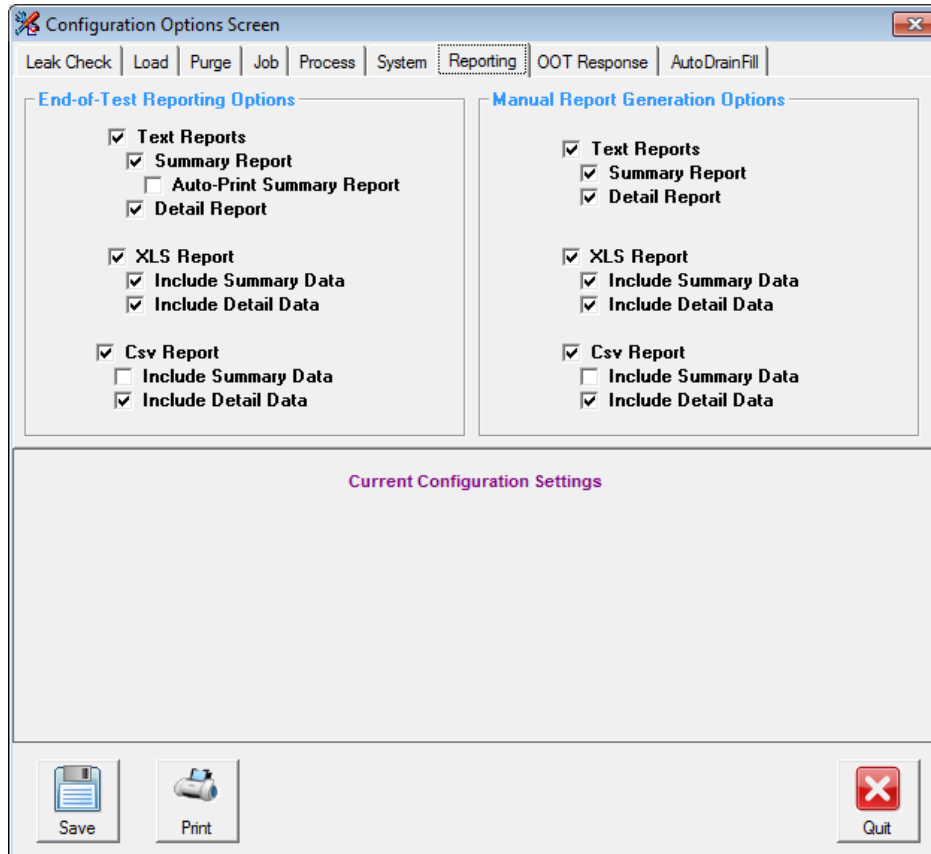 Configuration Options Screen
Leak Check Load Purge Job Process System Reporting OOT Response AutoDrainFill
End-of-Test Reporting Options
Text Reports
Summary Report
Auto-Print Summary Report
Detail Report
XLS Report
Include Summary Data
Include Detail Data
Csv Report
Include Summary Data
Include Detail Data
Manual Report Generation Options
Text Reports
Summary Report
Detail Report
XLS Report
Include Summary Data
Include Detail Data
Csv Report
Include Summary Data
Include Detail Data
Current Configuration Settings
Save Print Quit